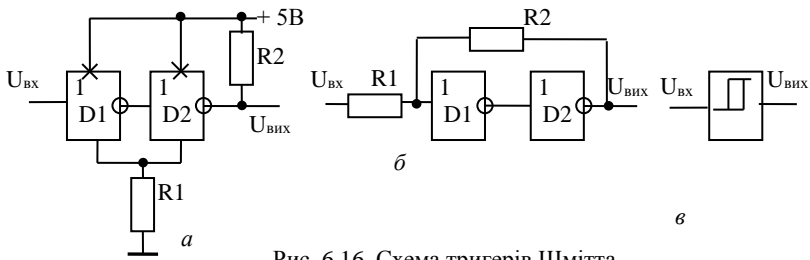 + 5В
R2
Uвх
1
D1
1
D2
Uвих
R1
а
R2
Uвх
R1
1
D1
1
D2
Uвих
б
Uвх
Uвих
в
Рис. 6.16. Схема тригерів Шмітта